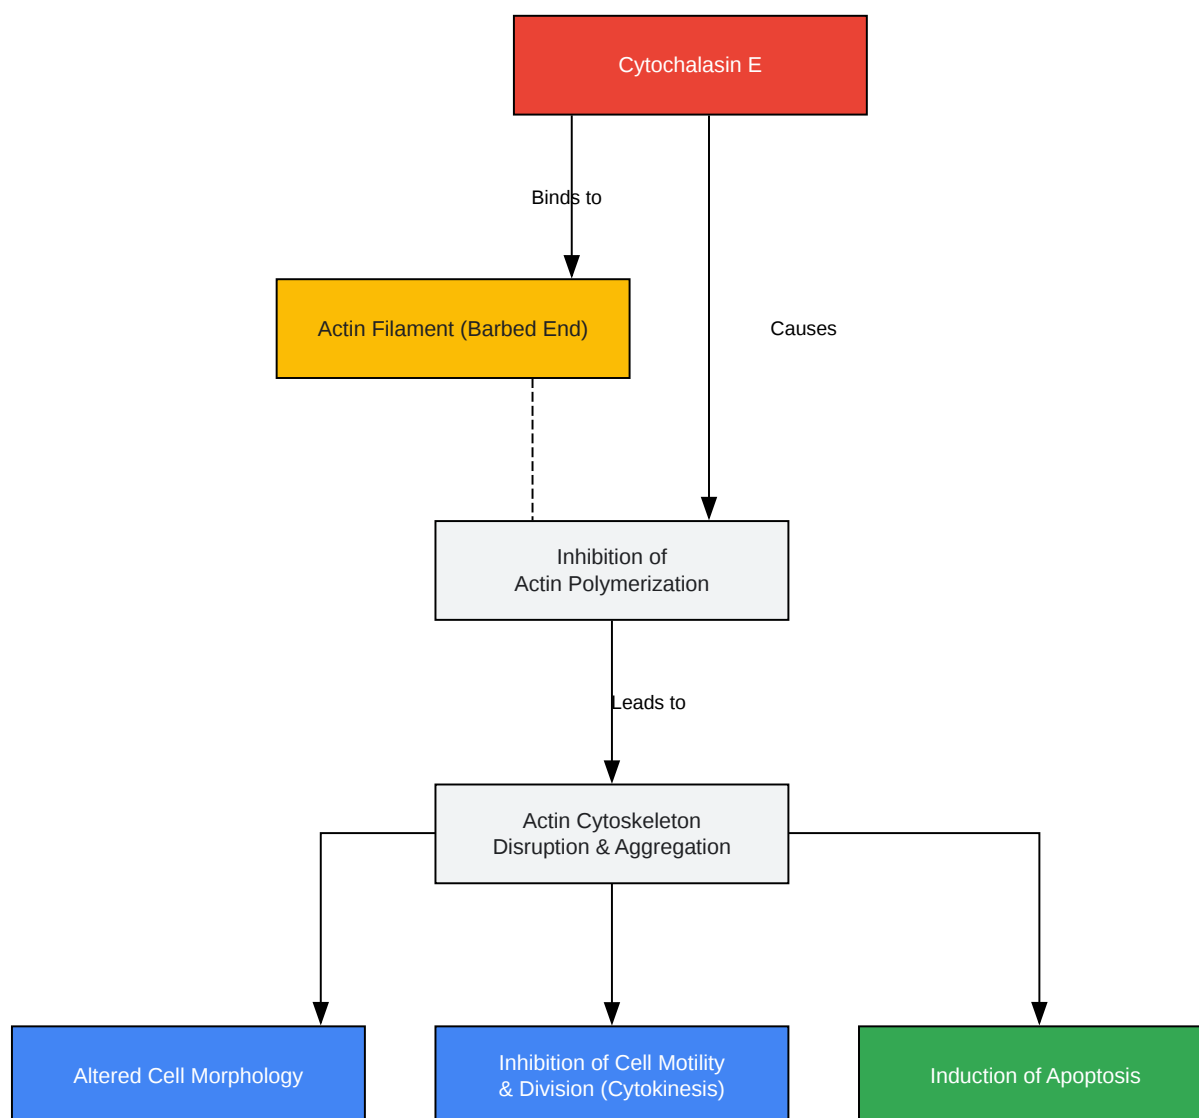 Cytochalasin E
Binds to
Actin Filament (Barbed End)
Causes
Inhibition of
Actin Polymerization
Leads to
Actin Cytoskeleton
Disruption & Aggregation
Altered Cell Morphology
Inhibition of Cell Motility
& Division (Cytokinesis)
Induction of Apoptosis